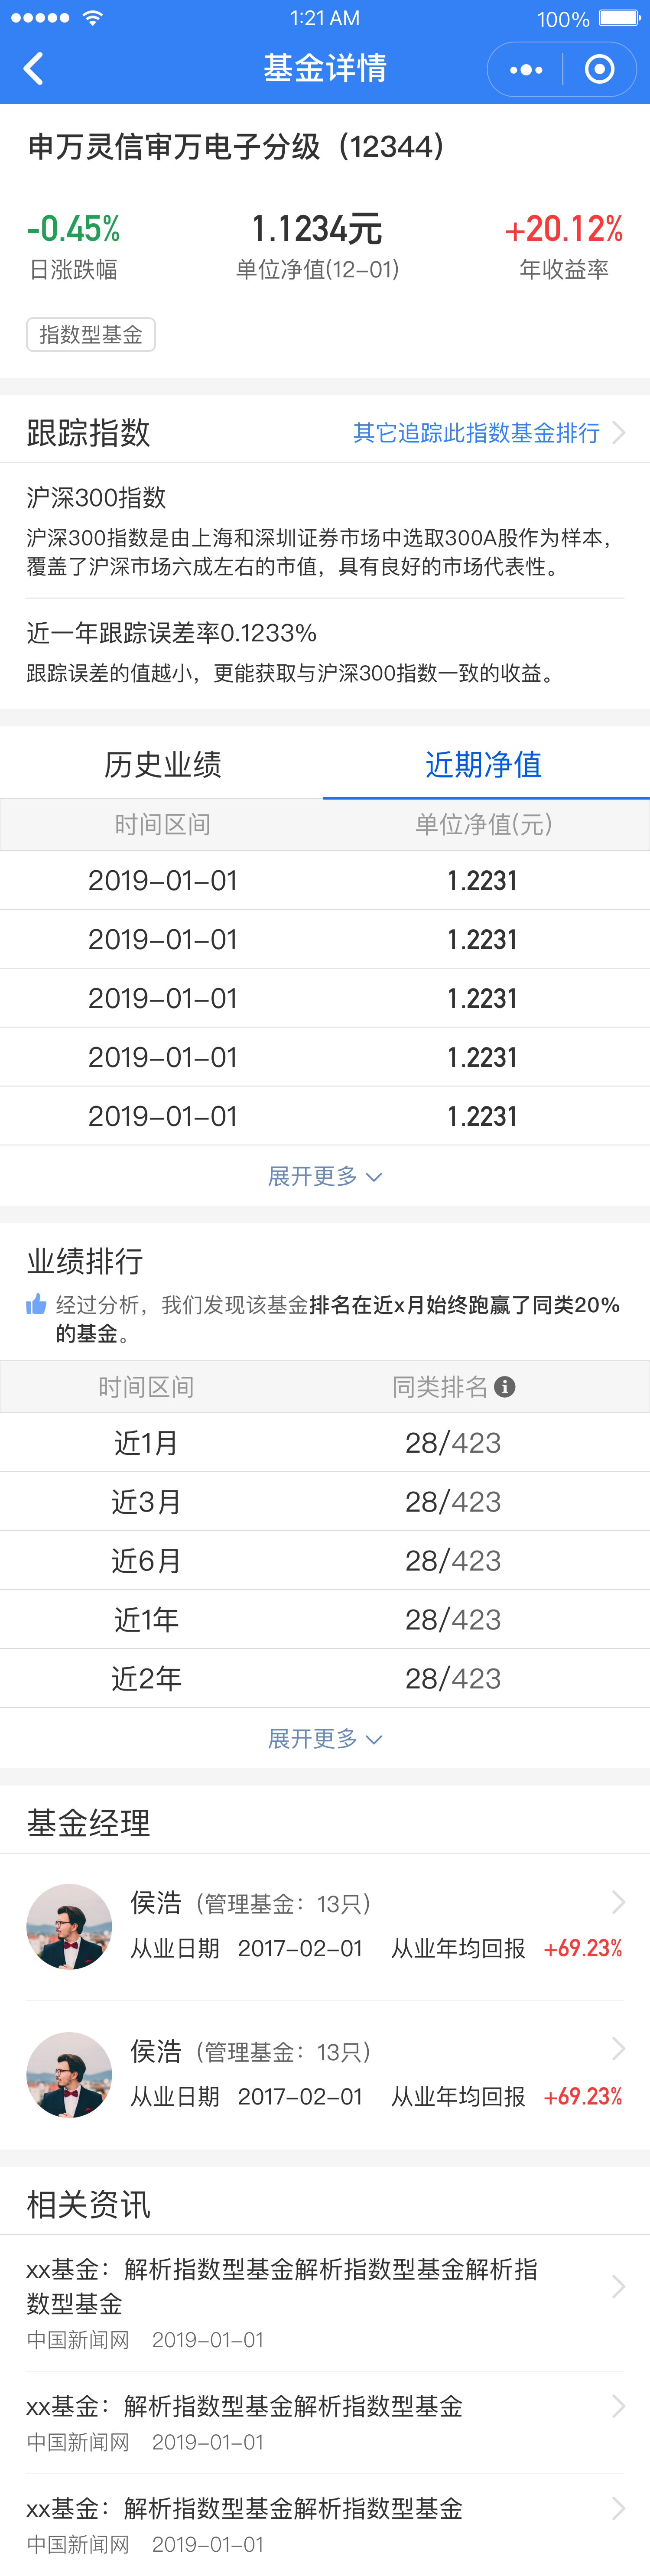 1:21 AM 100%
基金详情
申万灵信审万电子分级（12344）
-0.45% 1.1234元 +20.12%
日涨跌幅 单位净值(12-01) 年收益率
指数型基金
跟踪指数 其它追踪此指数基金排行
沪深300指数
沪深300指数是由上海和深圳证券市场中选取300A股作为样本，
覆盖了沪深市场六成左右的市值，具有良好的市场代表性。
近一年跟踪误差率0.1233%
跟踪误差的值越小，更能获取与沪深300指数一致的收益。
历史业绩 近期净值
时间区间 单位净值(元)
2019-01-01 1.2231
2019-01-01 1.2231
2019-01-01 1.2231
2019-01-01 1.2231
2019-01-01 1.2231
展开更多
业绩排行
经过分析，我们发现该基金排名在近x月始终跑赢了同类20%
的基金。
时间区间 同类排名
近1月 28/423
近3月 28/423
近6月 28/423
近1年 28/423
近2年 28/423
展开更多
基金经理
侯浩（管理基金：13只）
从业日期 2017-02-01 从业年均回报 +69.23%
侯浩（管理基金：13只）
从业日期 2017-02-01 从业年均回报 +69.23%
相关资讯
xx基金：解析指数型基金解析指数型基金解析指
数型基金
中国新闻网 2019-01-01
xx基金：解析指数型基金解析指数型基金
中国新闻网 2019-01-01
xx基金：解析指数型基金解析指数型基金
中国新闻网 2019-01-01